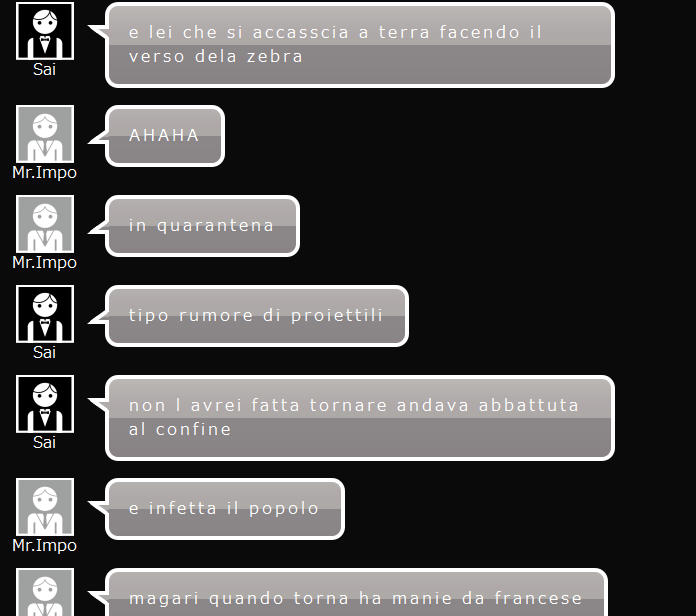 e lei che si accasscia a terra facendo il
verso dela zebra
Sai
AHAHA
Mr.Impo
in quarantena
Mr.Impo
tipo rumore di proiettili
Sai
non l avrei fatta tornare andava abbattuta
al confine
Sai
e infetta il popolo
Mr.Impo
magari quando torna ha manie da francese